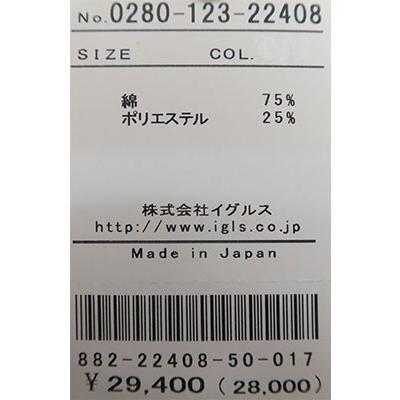 No.0280-123-22408
SIZE COL.
綿 75%
ポリエステル 25%
株式会社イグルス
http://www.igls.co.jp
Made in Japan
882-22408-50-017
¥29,400(28,000)